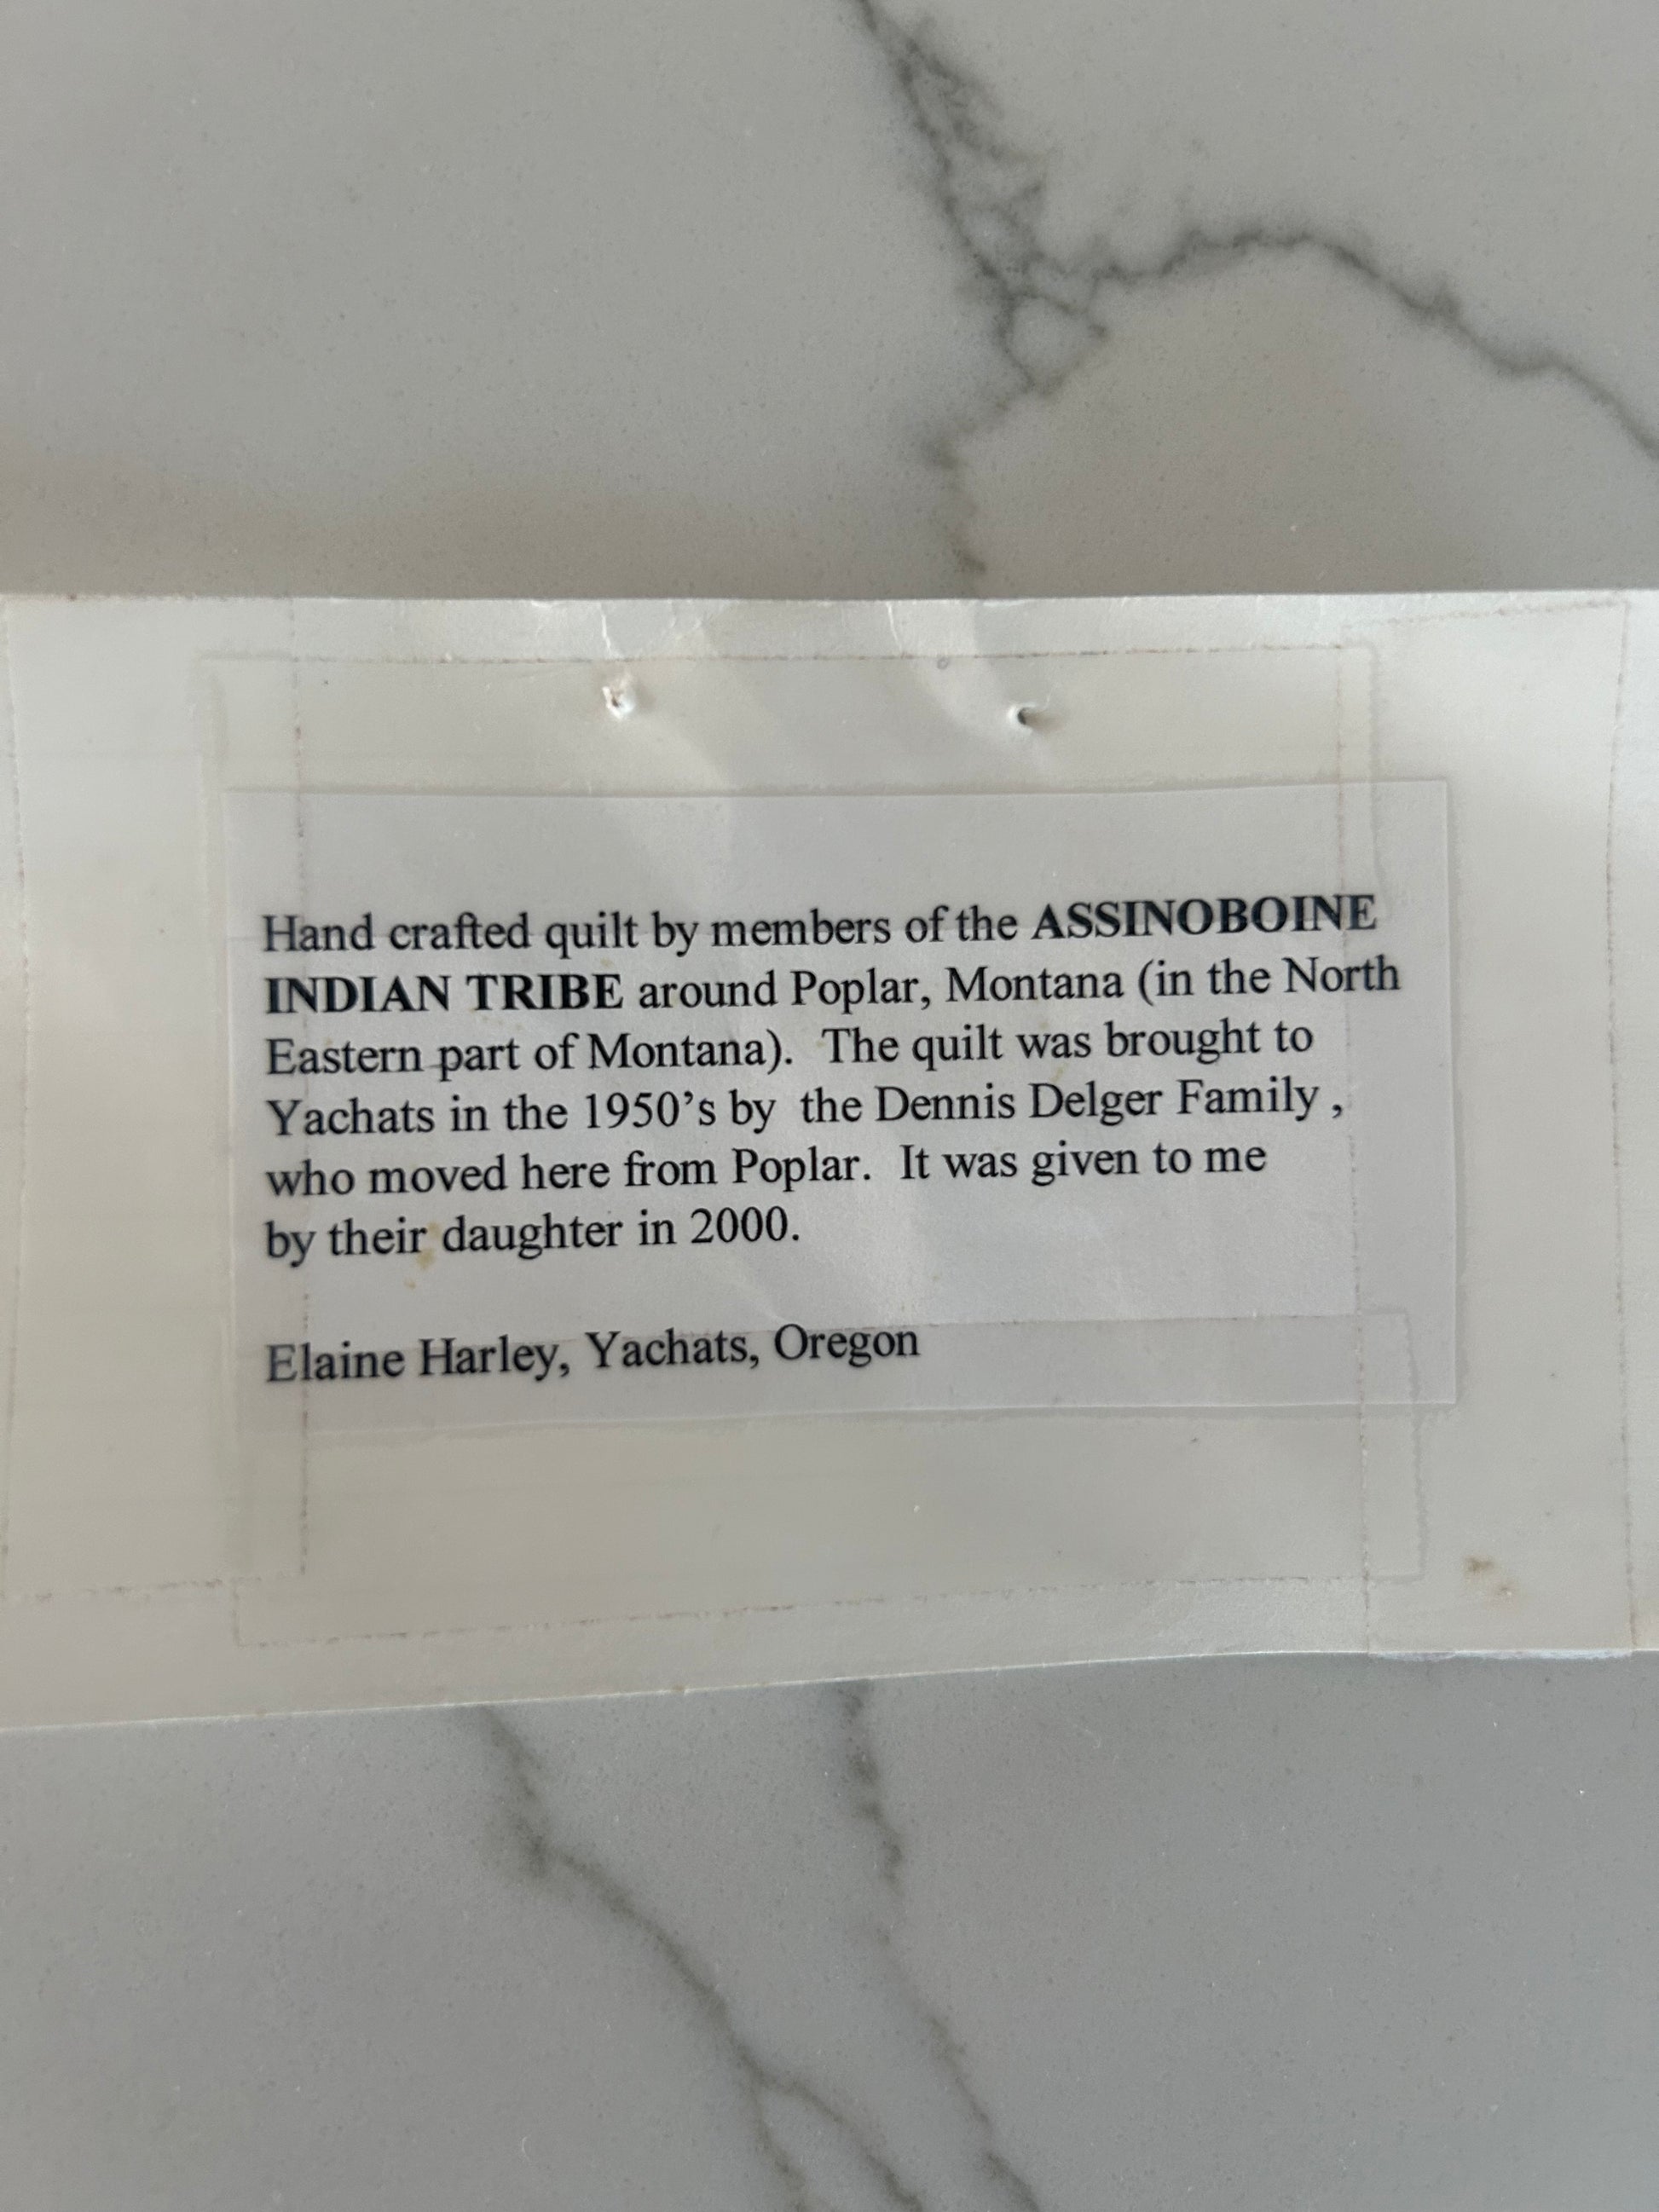 Hand crafted quilt by members of the ASSINOBOINE
INDIAN TRIBE around Poplar, Montana (in the North
Eastern part of Montana).  The quilt was brought to
Yachats in the 1950’s by  the Dennis Delger Family ,
who moved here from Poplar.  It was given to me
by their daughter in 2000.
Elaine Harley, Yachats, Oregon